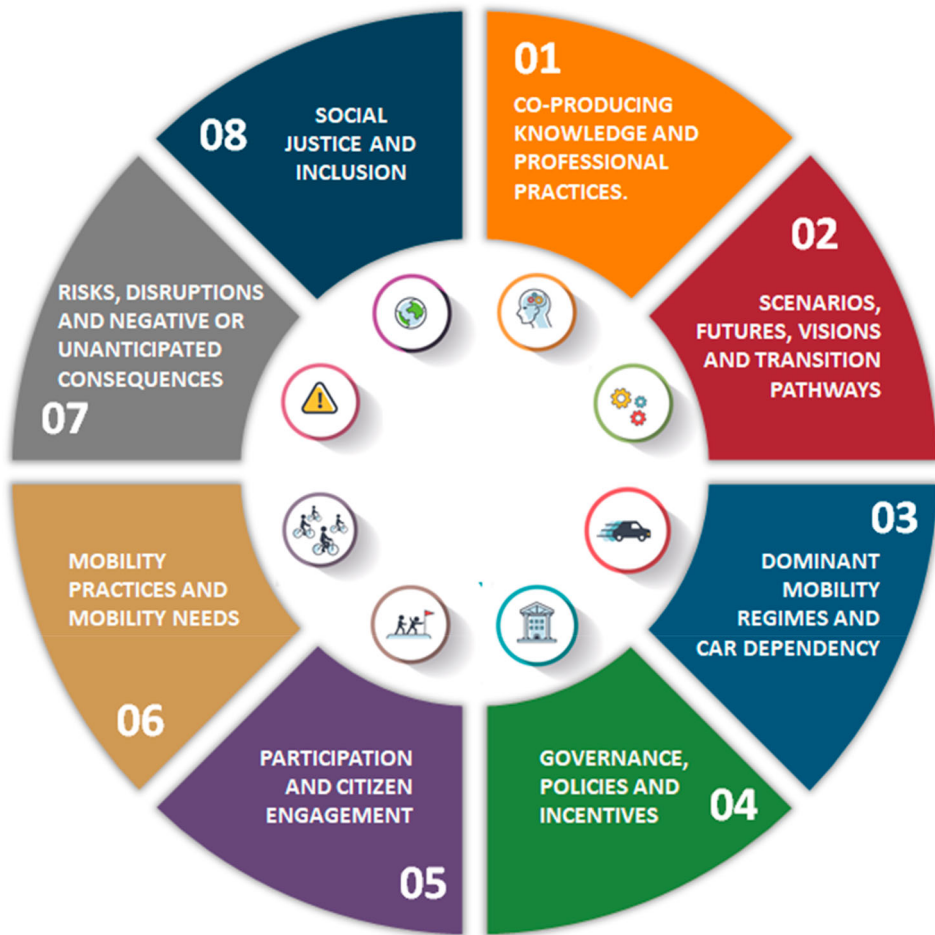 01
CO-PRODUCING
KNOWLEDGE AND
PROFESSIONAL
PRACTICES.
02
SCENARIOS,
FUTURES, VISIONS
AND TRANSITION
PATHWAYS
03
DOMINANT
MOBILITY
REGIMES AND
CAR DEPENDENCY
GOVERNANCE,
POLICIES AND
INCENTIVES
04
PARTICIPATION
AND CITIZEN
ENGAGEMENT
05
MOBILITY
PRACTICES AND
MOBILITY NEEDS
06
RISKS, DISRUPTIONS
AND NEGATIVE OR
UNANTICIPATED
CONSEQUENCES
07
08
SOCIAL
JUSTICE AND
INCLUSION